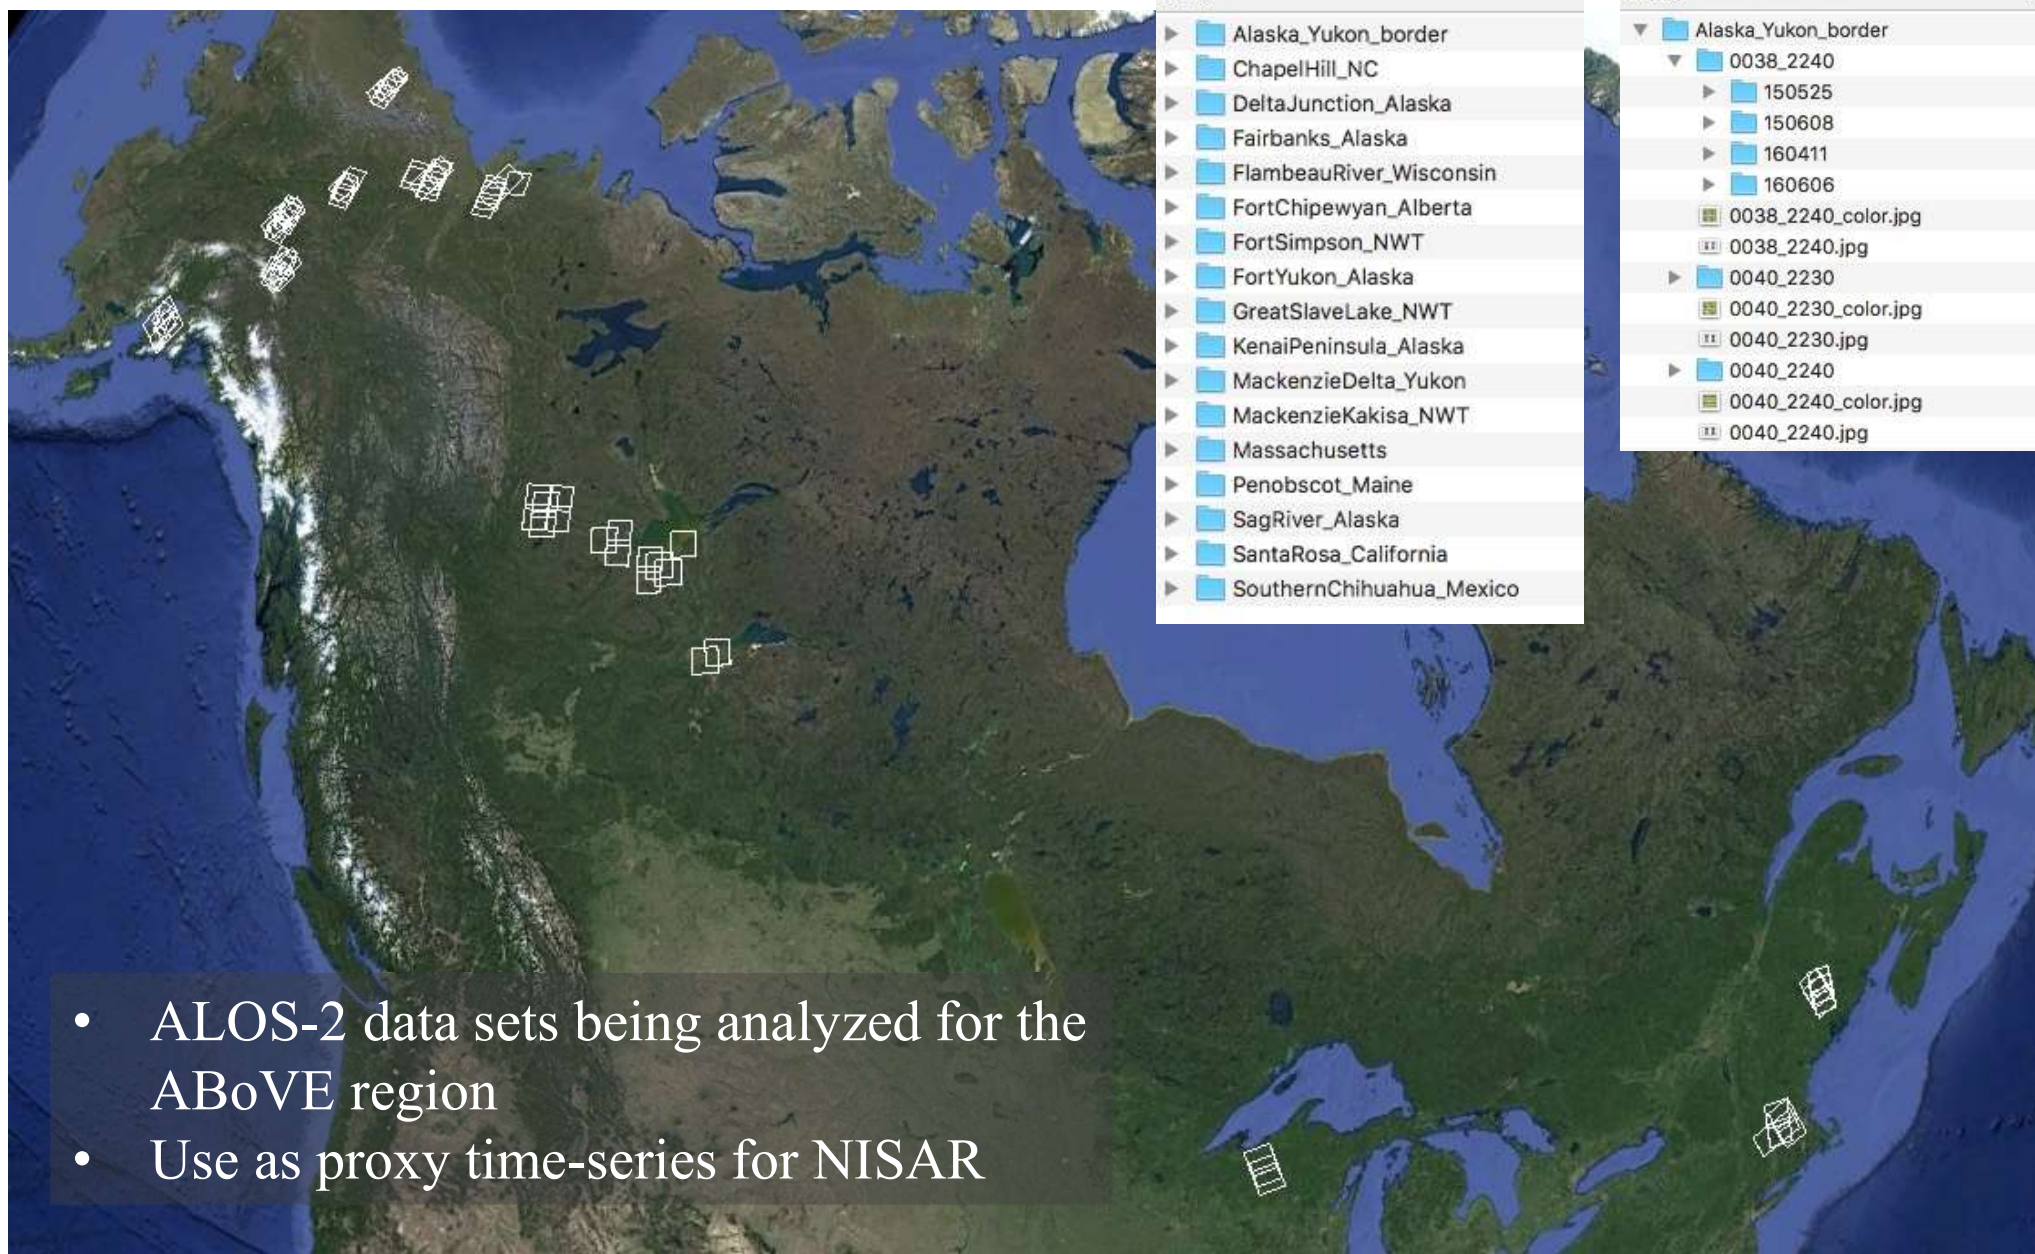 Alaska_Yukon_border
ChapelHill_NC
DeltaJunction_Alaska
Fairbanks_Alaska
FlambeauRiver_Wisconsin
FortChipewyan_Alberta
FortSimpson_NWT
FortYukon_Alaska
GreatSlaveLake_NWT
KenaiPeninsula_Alaska
MackenzieDelta_Yukon
MackenzieKakisa_NWT
Massachusetts
Penobscot_Maine
SagRiver_Alaska
SantaRosa_California
SouthernChihuahua_Mexico
Alaska_Yukon_border
0038_2240
150525
150608
160411
160606
0038_2240_color.jpg
0038_2240.jpg
0040_2230
0040_2230_color.jpg
0040_2230.jpg
0040_2240
0040_2240_color.jpg
0040_2240.jpg
• ALOS-2 data sets being analyzed for the
ABoVE region
• Use as proxy time-series for NISAR